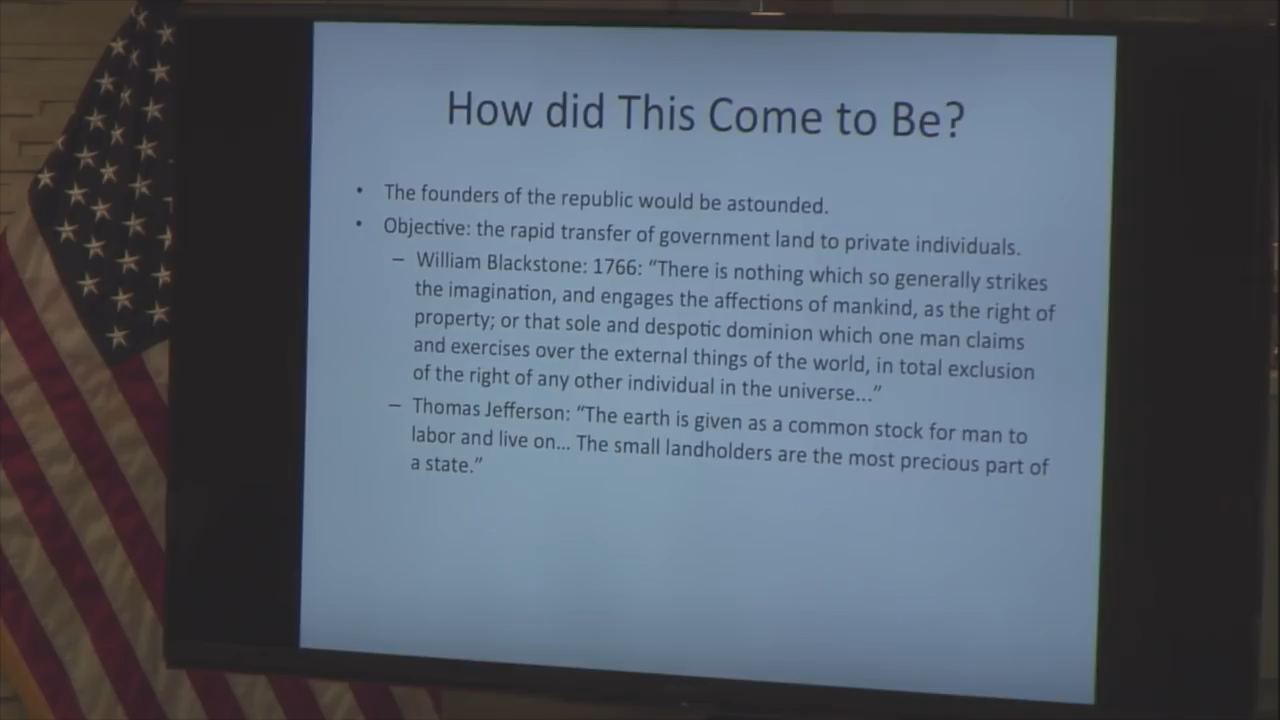 How did This Come to Be?
• The founders of the republic would be astounded.
• Objective: the rapid transfer of government land to private individuals.
– William Blackstone: 1766: “There is nothing which so generally strikes
the imagination, and engages the affections of mankind, as the right of
property; or that sole and despotic dominion which one man claims
and exercises over the external things of the world, in total exclusion
of the right of any other individual in the universe...”
– Thomas Jefferson: “The earth is given as a common stock for man to
labor and live on... The small landholders are the most precious part of
a state.”